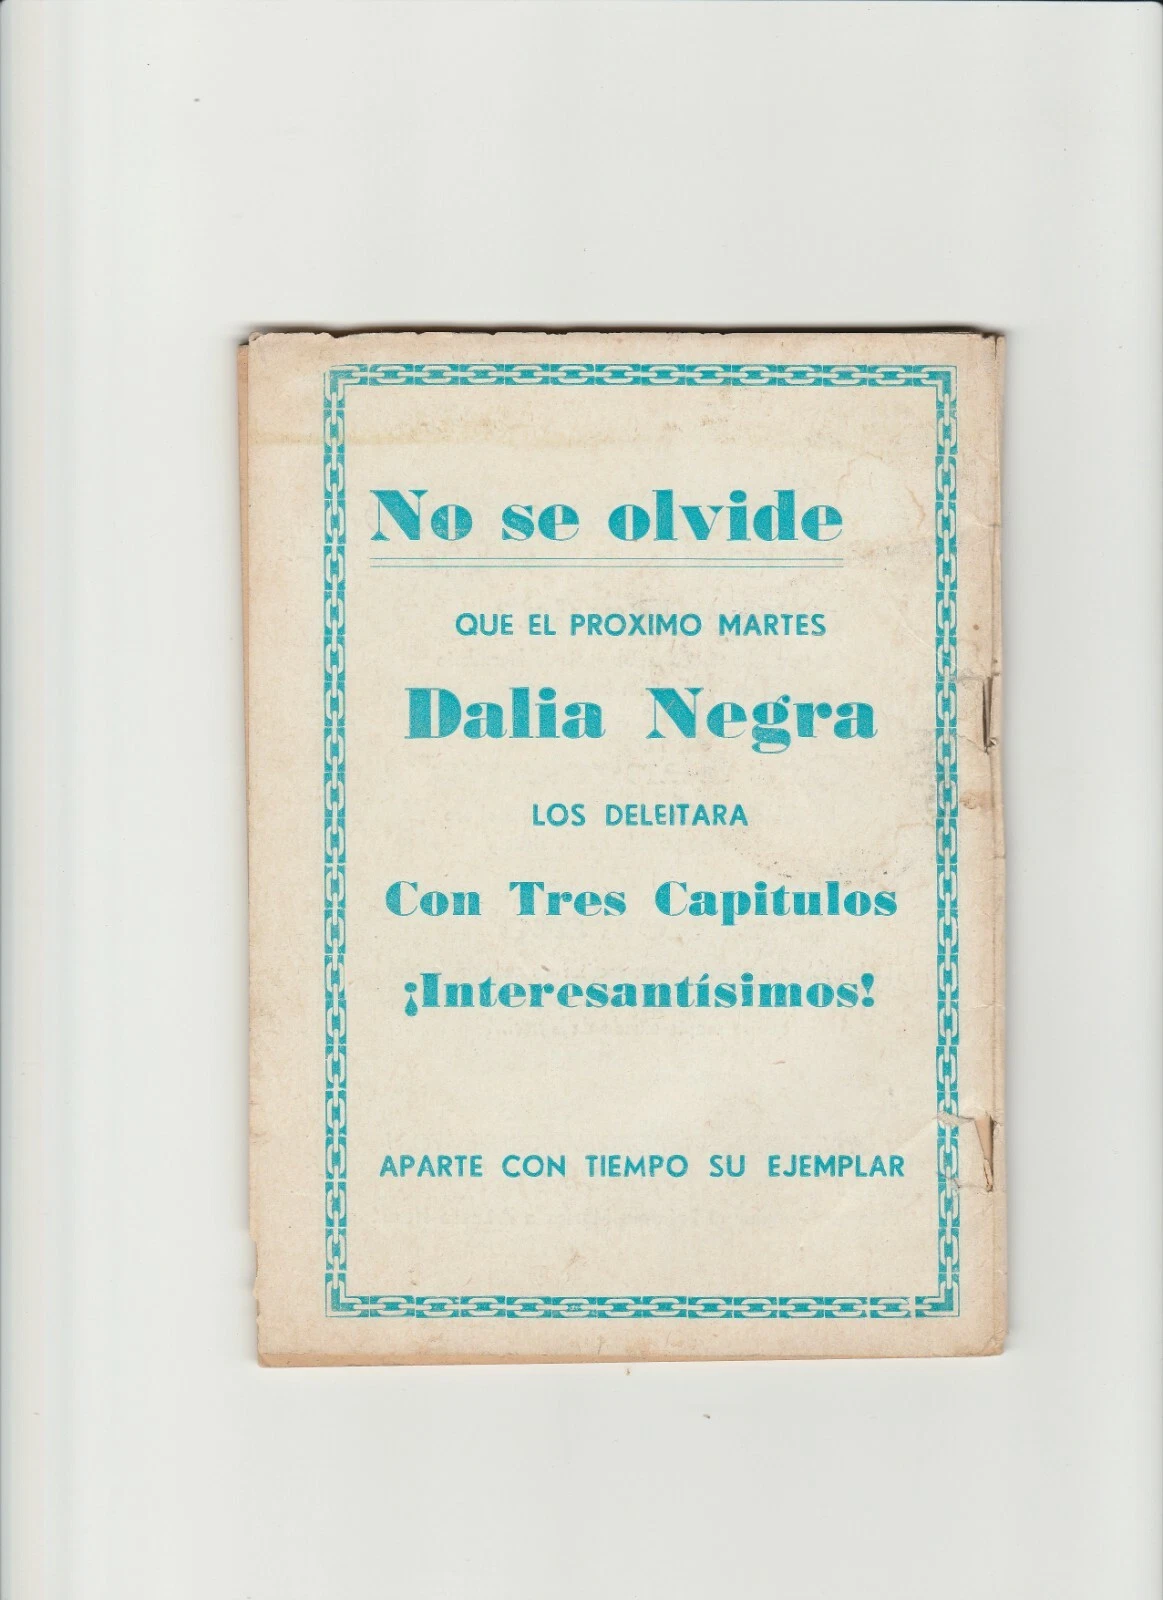 No se olvide
QUE EL PROXIMO MARTES
Dalia Negra
LOS DELEITARA
Con Tres Capitulos
¡Interesantísimos!
APARTE CON TIEMPO SU EJEMPLAR